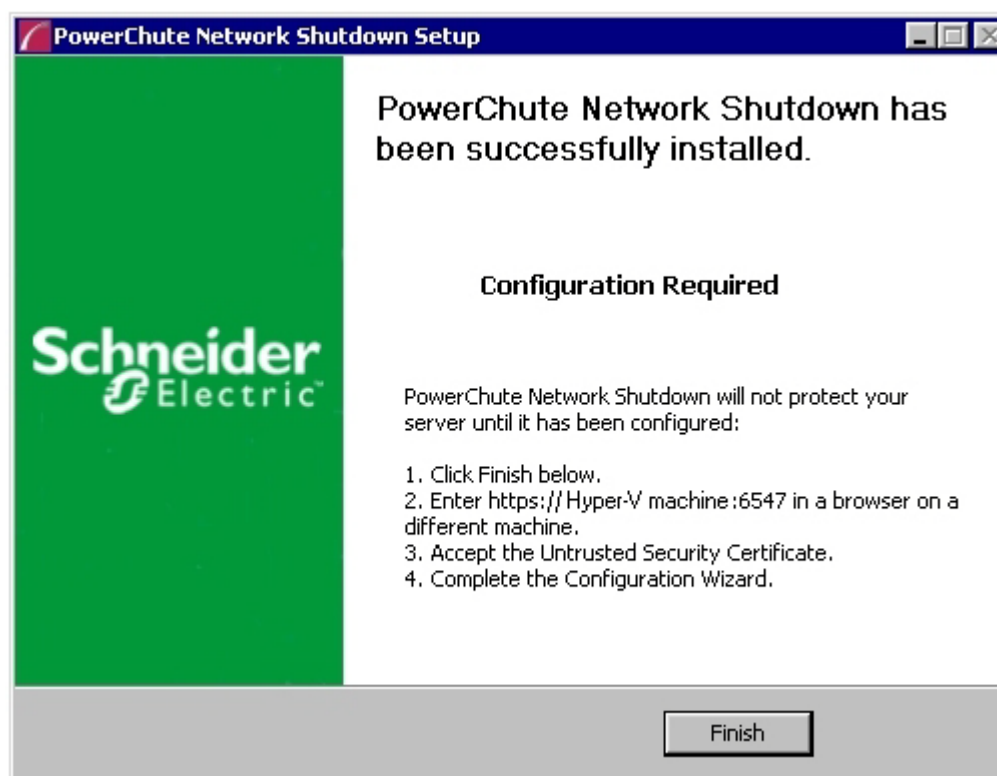 PowerChute Network Shutdown Setup
PowerChute Network Shutdown has
been successfully installed.
Configuration Required
Schneider
Electric™
PowerChute Network Shutdown will not protect your
server until it has been configured:
1. Click Finish below.
2. Enter https://Hyper-V machine:6547 in a browser on a
different machine.
3. Accept the Untrusted Security Certificate.
4. Complete the Configuration Wizard.
Finish